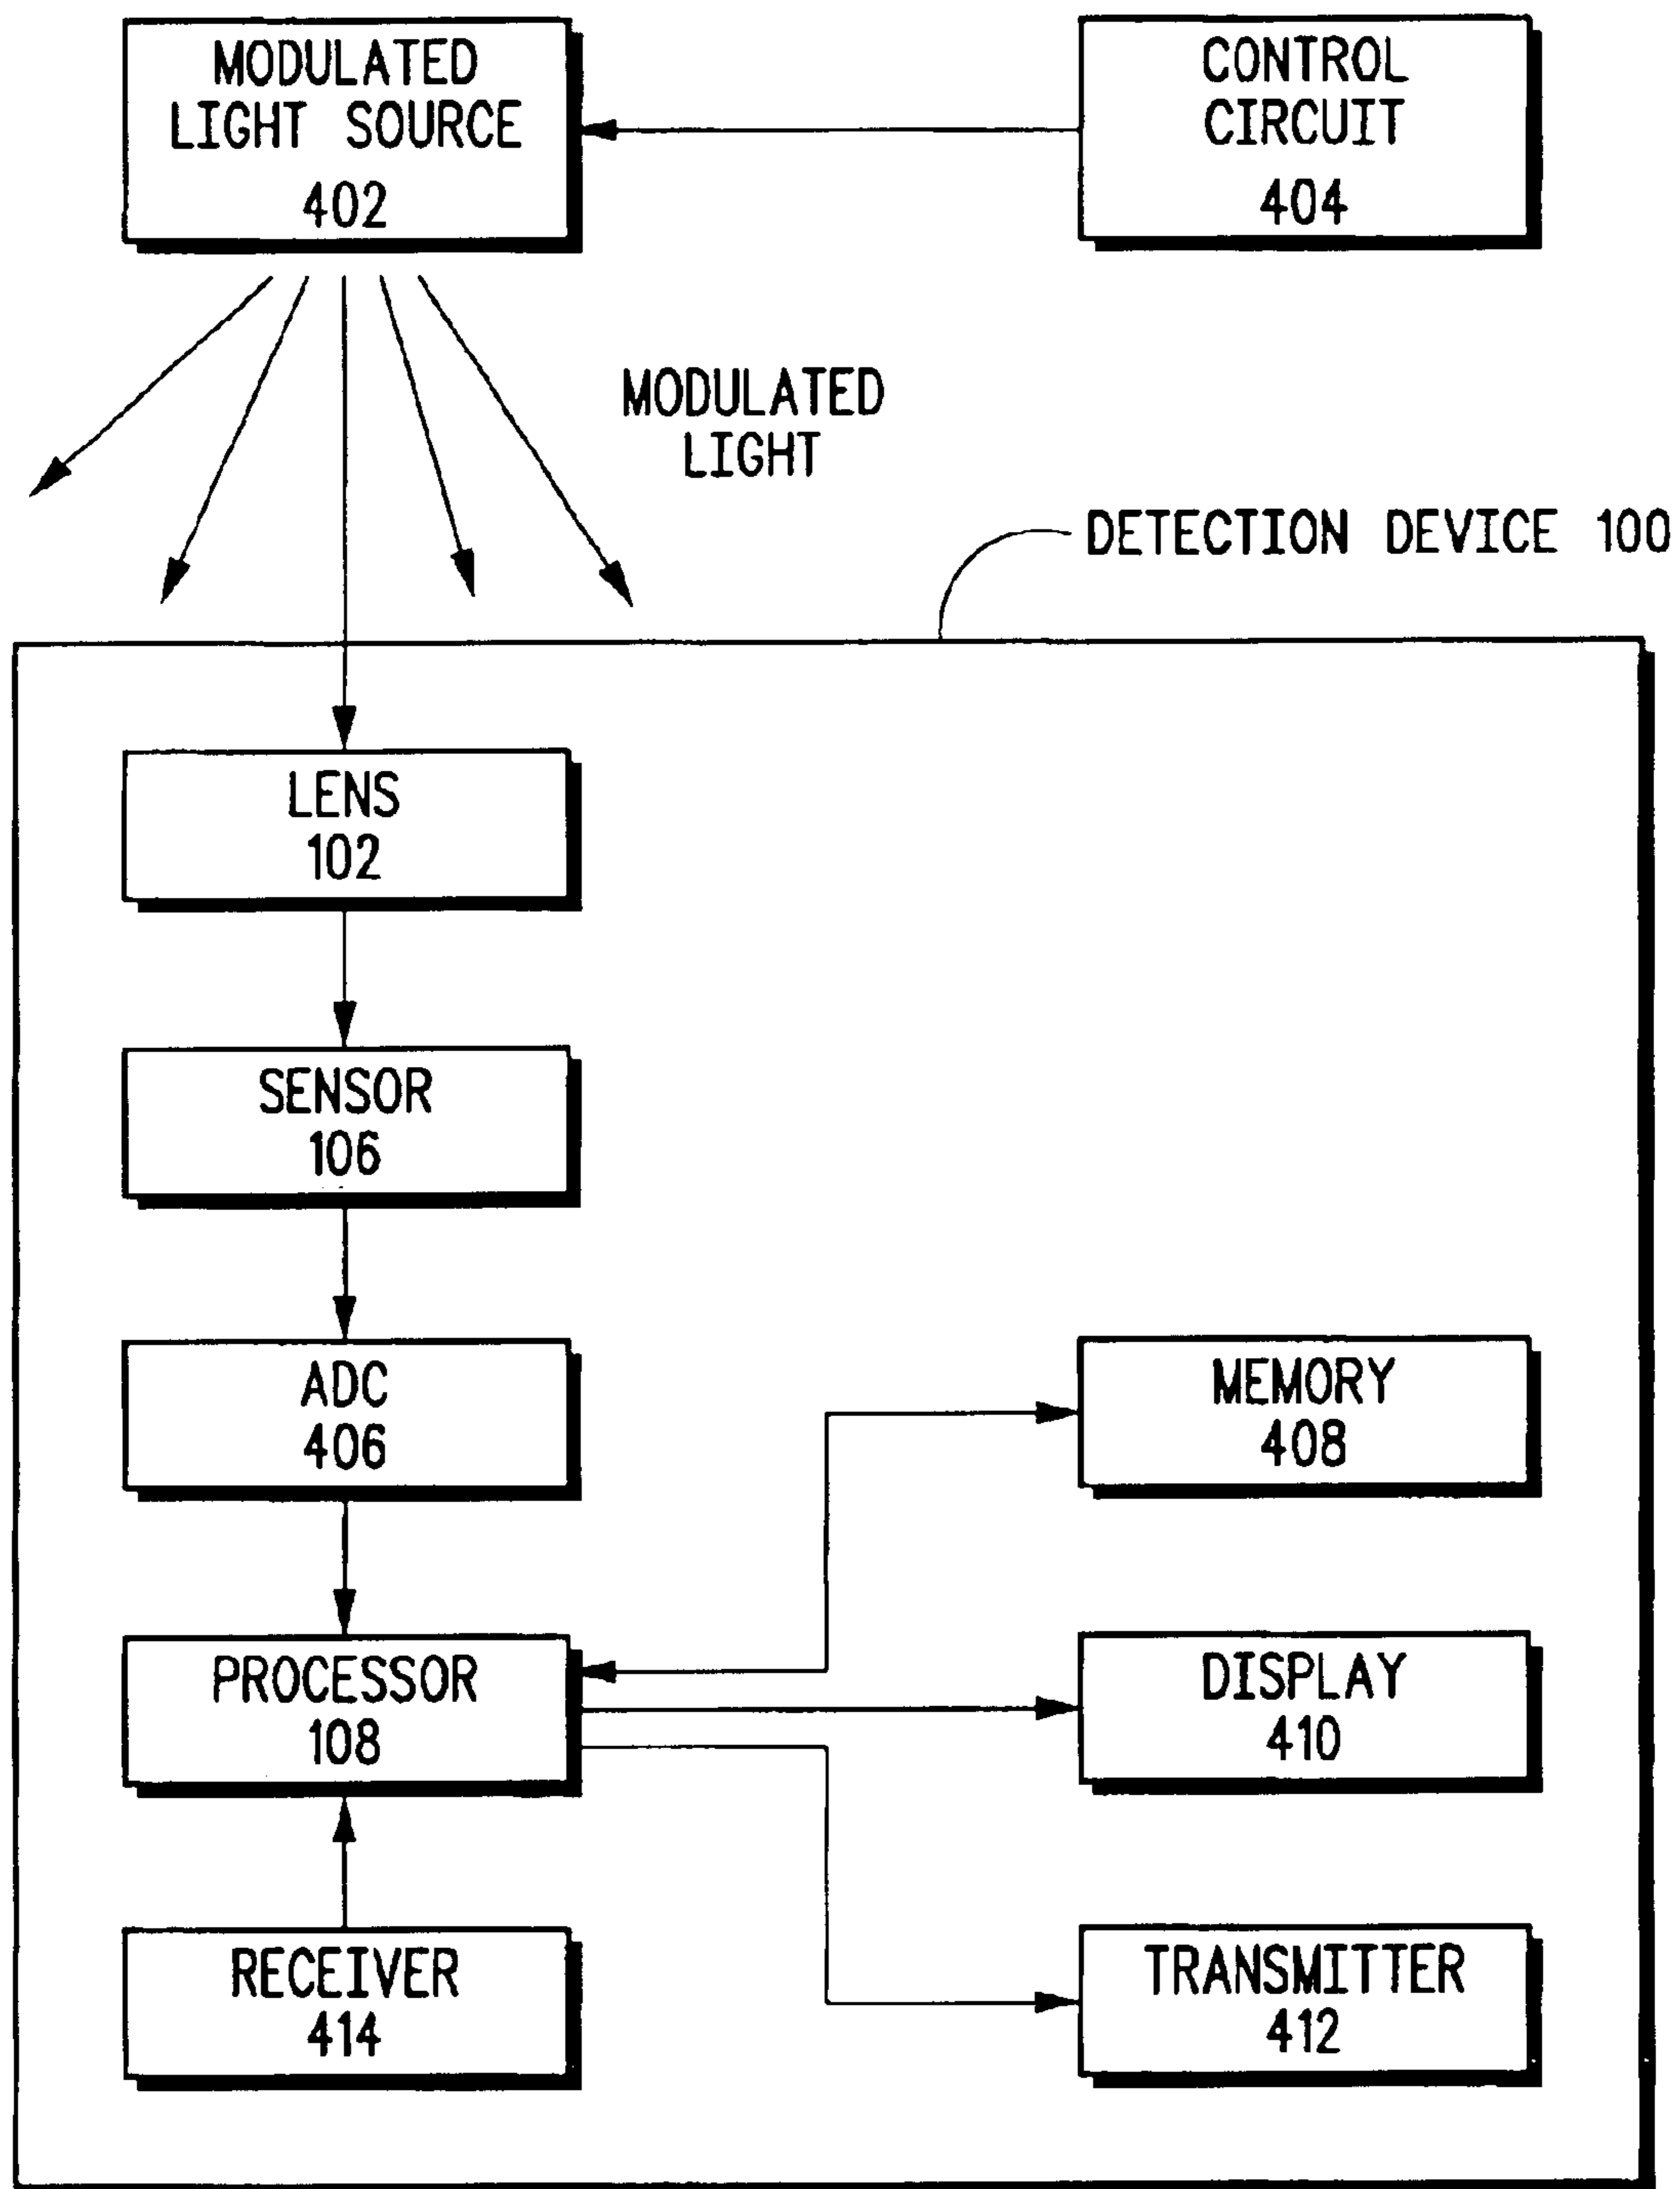 MODULATED
LIGHT SOURCE
402
CONTROL
CIRCUIT
404
MODULATED
LIGHT
DETECTION DEVICE 100
LENS
102
SENSOR
106
ADC
406
MEMORY
408
PROCESSOR
108
DISPLAY
410
RECEIVER
414
TRANSMITTER
412